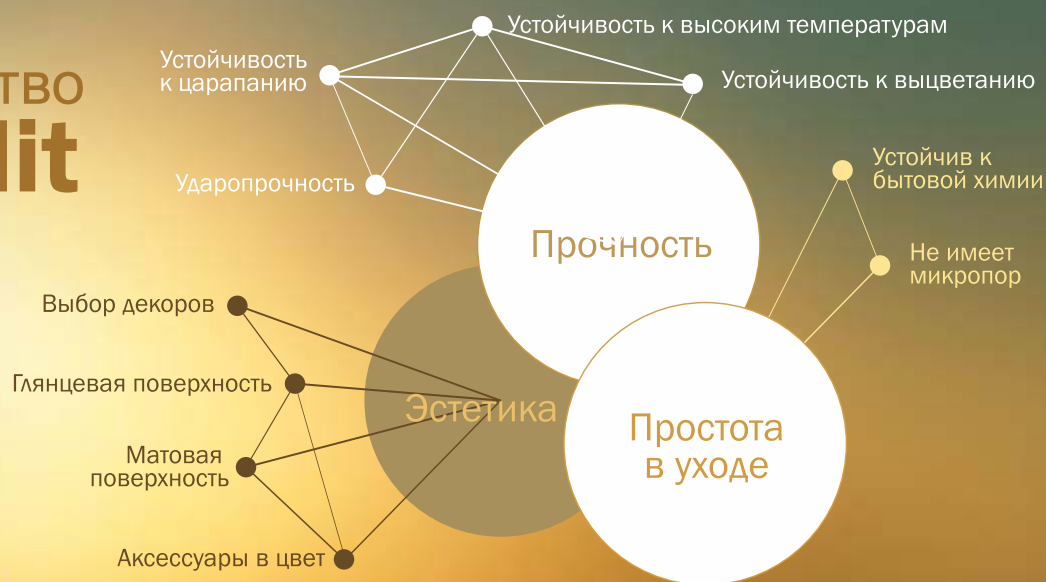 тво
lit
Устойчивость к высоким температурам
Устойчивость
к царапанию
Устойчивость к выцветанию
Ударопрочность
Устойчив к
бытовой химии
Не имеет
микропор
Прочность
Выбор декоров
Глянцевая поверхность
Эстетика
Матовая
поверхность
Аксессуары в цвет
Простота
в уходе